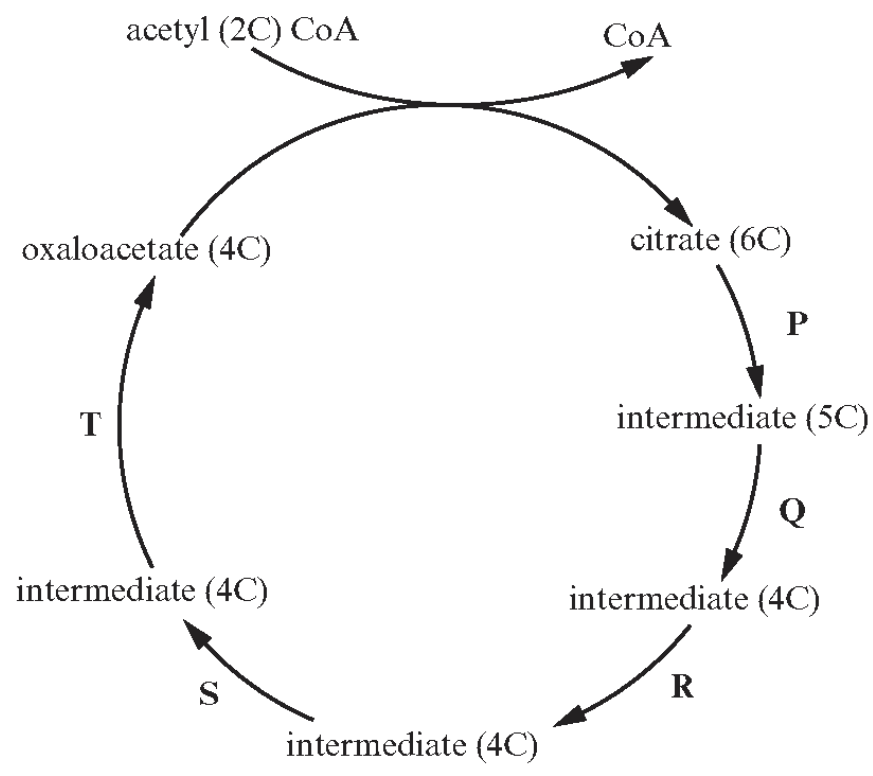 acetyl (2C) CoA
CoA
oxaloacetate (4C)
citrate (6C)
P
intermediate (5C)
T
Q
intermediate (4C)
intermediate (4C)
S
R
intermediate (4C)